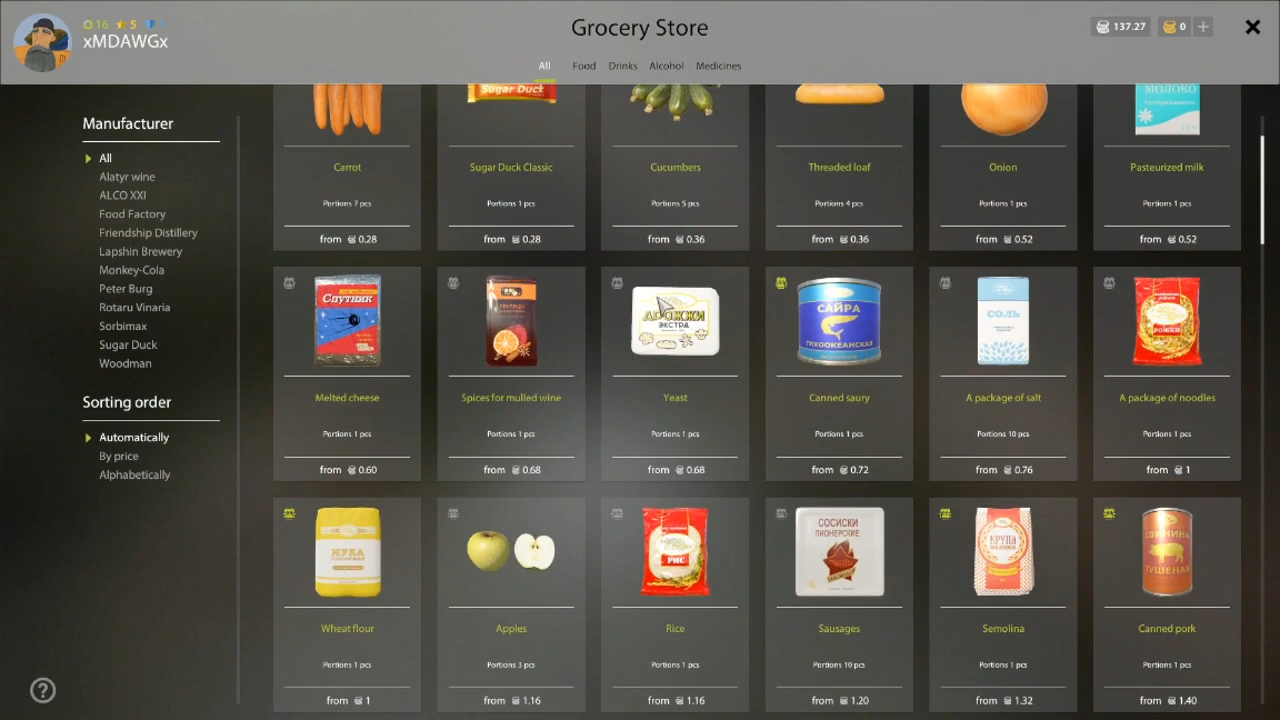 16 5
xMDAWGx
Grocery Store
137.27
0
All
Food
Drinks
Alcohol
Medicines
Manufacturer
All
Alatyr wine
ALCO XXI
Food Factory
Friendship Distillery
Lapshin Brewery
Monkey-Cola
Peter Burg
Rotaru Vinaria
Sorbimax
Sugar Duck
Woodman
Sorting order
Automatically
By price
Alphabetically
Carrot
Portions 7 pcs
from 0.28
Sugar Duck
Sugar Duck Classic
Portions 1 pcs
from 0.28
Cucumbers
Portions 5 pcs
from 0.36
Threaded loaf
Portions 4 pcs
from 0.36
Onion
Portions 1 pcs
from 0.52
МОЛОКО
Pasteurized milk
Portions 1 pcs
from 0.52
Спутник
Melted cheese
Portions 1 pcs
from 0.60
Spices for mulled wine
Portions 1 pcs
from 0.68
ДРОЖЖИ
ЭКСТРА
Yeast
Portions 1 pcs
from 0.68
САЙРА
ТИХООКЕАНСКАЯ
Canned saury
Portions 1 pcs
from 0.72
СОЛЬ
A package of salt
Portions 10 pcs
from 0.76
РОЖКИ
A package of noodles
Portions 1 pcs
from 1
МУКА
Wheat flour
Portions 1 pcs
from 1
Apples
Portions 3 pcs
from 1.16
РИС
Rice
Portions 1 pcs
from 1.16
СОСИСКИ
ПИОНЕРСКИЕ
Sausages
Portions 10 pcs
from 1.20
КРУПА
Semolina
Portions 1 pcs
from 1.32
СВИНИНА
ТУШЕНАЯ
Canned pork
Portions 1 pcs
from 1.40